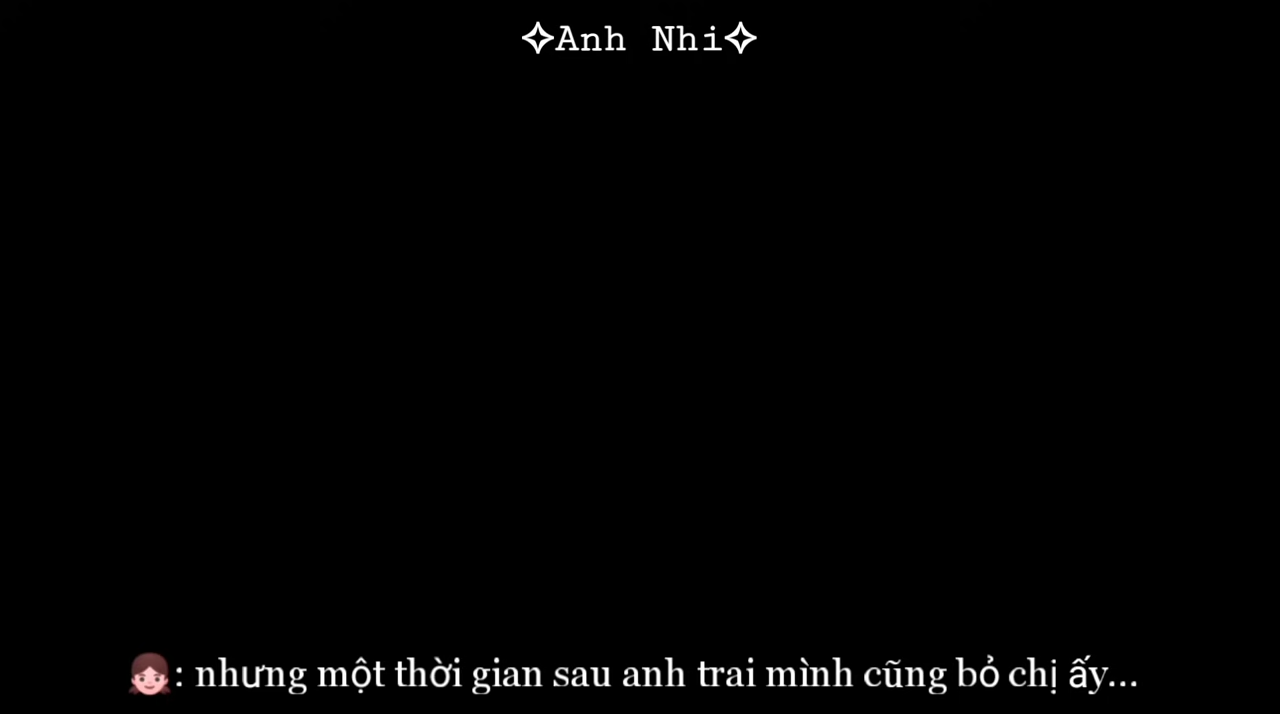 ✧Anh Nhi✧
👧: nhưng một thời gian sau anh trai mình cũng bỏ chị ấy...